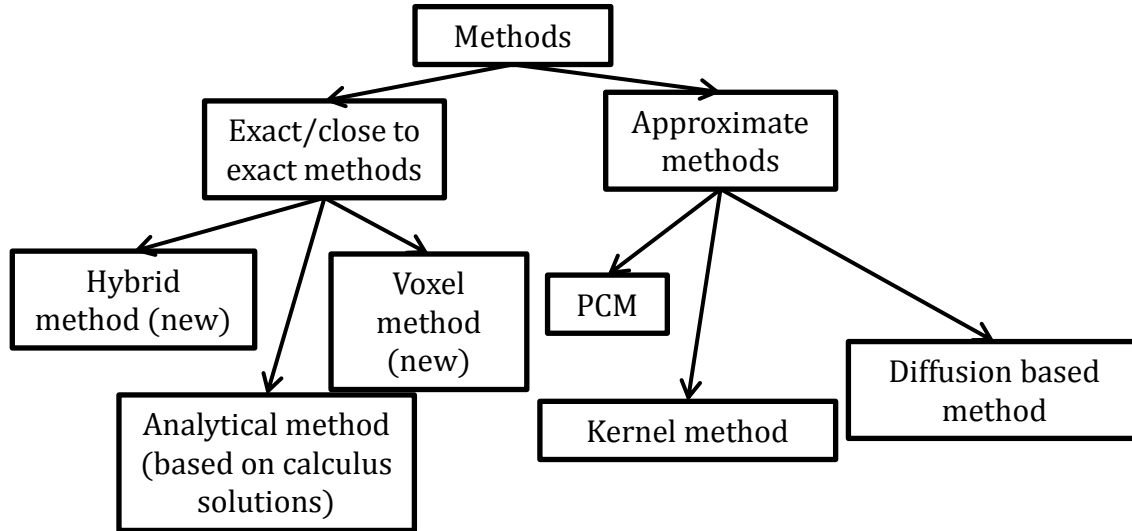 Methods
Exact/close to
exact methods
Approximate
methods
Hybrid
method (new)
Voxel
method
(new)
PCM
Diffusion based
method
Analytical method
(based on calculus
solutions)
Kernel method